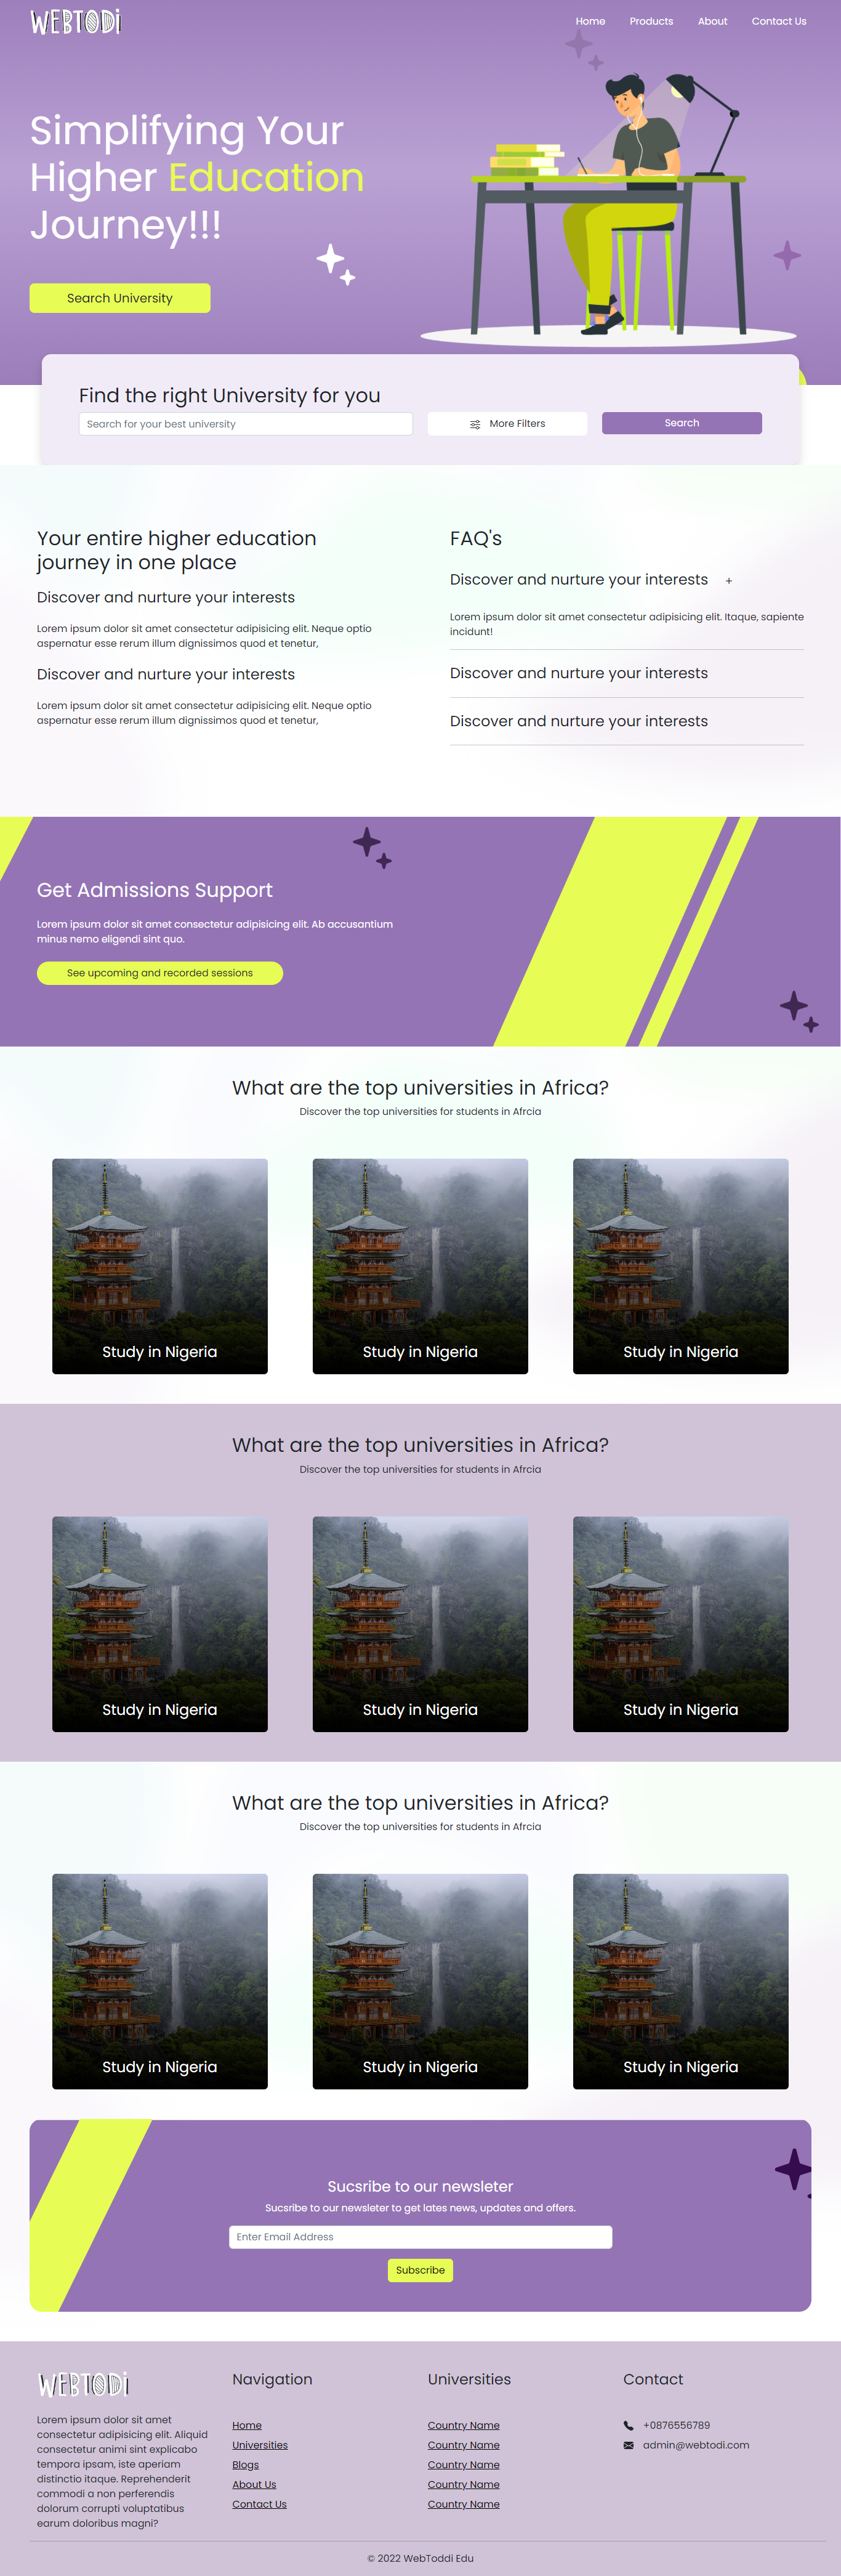 WEBTODi
Home Products About Contact Us
Simplifying Your
Higher Education
Journey!!!
Search University
Find the right University for you
Search for your best university
More Filters
Search
Your entire higher education
journey in one place
Discover and nurture your interests
Lorem ipsum dolor sit amet consectetur adipisicing elit. Neque optio
aspernatur esse rerum illum dignissimos quod et tenetur,
Discover and nurture your interests
Lorem ipsum dolor sit amet consectetur adipisicing elit. Neque optio
aspernatur esse rerum illum dignissimos quod et tenetur,
FAQ's
Discover and nurture your interests +
Lorem ipsum dolor sit amet consectetur adipisicing elit. Itaque, sapiente
incidunt!
Discover and nurture your interests
Discover and nurture your interests
Get Admissions Support
Lorem ipsum dolor sit amet consectetur adipisicing elit. Ab accusantium
minus nemo eligendi sint quo.
See upcoming and recorded sessions
What are the top universities in Africa?
Discover the top universities for students in Afrcia
Study in Nigeria
Study in Nigeria
Study in Nigeria
What are the top universities in Africa?
Discover the top universities for students in Afrcia
Study in Nigeria
Study in Nigeria
Study in Nigeria
What are the top universities in Africa?
Discover the top universities for students in Afrcia
Study in Nigeria
Study in Nigeria
Study in Nigeria
Sucsribe to our newsleter
Sucsribe to our newsleter to get lates news, updates and offers.
Enter Email Address
Subscribe
WEBTODi
Lorem ipsum dolor sit amet
consectetur adipisicing elit. Aliquid
consectetur animi sint explicabo
tempora ipsam, iste aperiam
distinctio itaque. Reprehenderit
commodi a non perferendis
dolorum corrupti voluptatibus
earum doloribus magni?
Navigation
Home
Universities
Blogs
About Us
Contact Us
Universities
Country Name
Country Name
Country Name
Country Name
Country Name
Contact
+0876556789
admin@webtodi.com
© 2022 WebToddi Edu